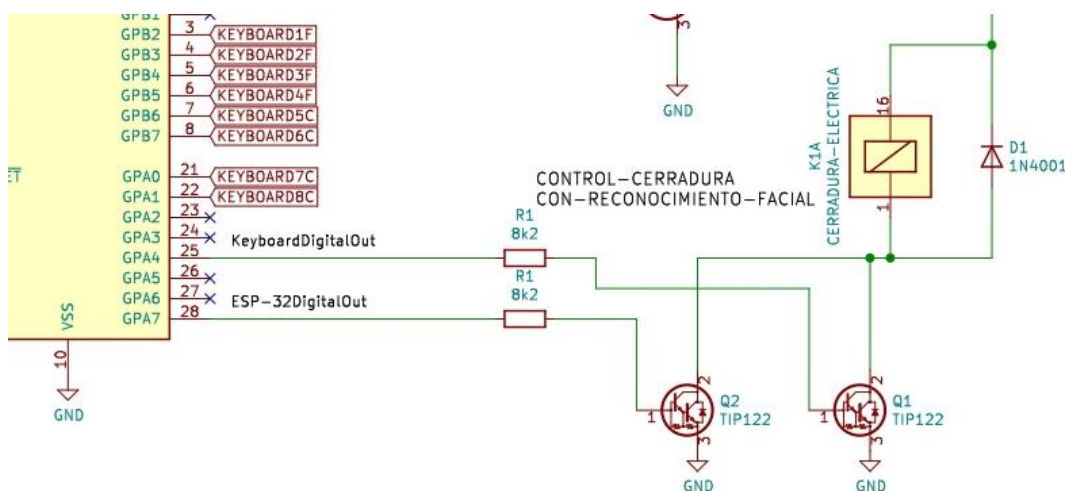 GPB1
GPB2 3 KEYBOARD1F
GPB3 4 KEYBOARD2F
GPB4 5 KEYBOARD3F
GPB5 6 KEYBOARD4F
GPB6 7 KEYBOARD5C
GPB7 8 KEYBOARD6C
GPA0 21 KEYBOARD7C
GPA1 22 KEYBOARD8C
GPA2 23
GPA3 24
GPA4 25
GPA5 26
GPA6 27
GPA7 28
ET
VSS
10
GND
KeyboardDigitalOut
ESP-32DigitalOut
R1
8k2
R1
8k2
3
GND
CONTROL-CERRADURA
CON-RECONOCIMIENTO-FACIAL
K1A
CERRADURA-ELECTRICA
16
1
D1
1N4001
1
2
3
Q2
TIP122
GND
1
2
3
Q1
TIP122
GND